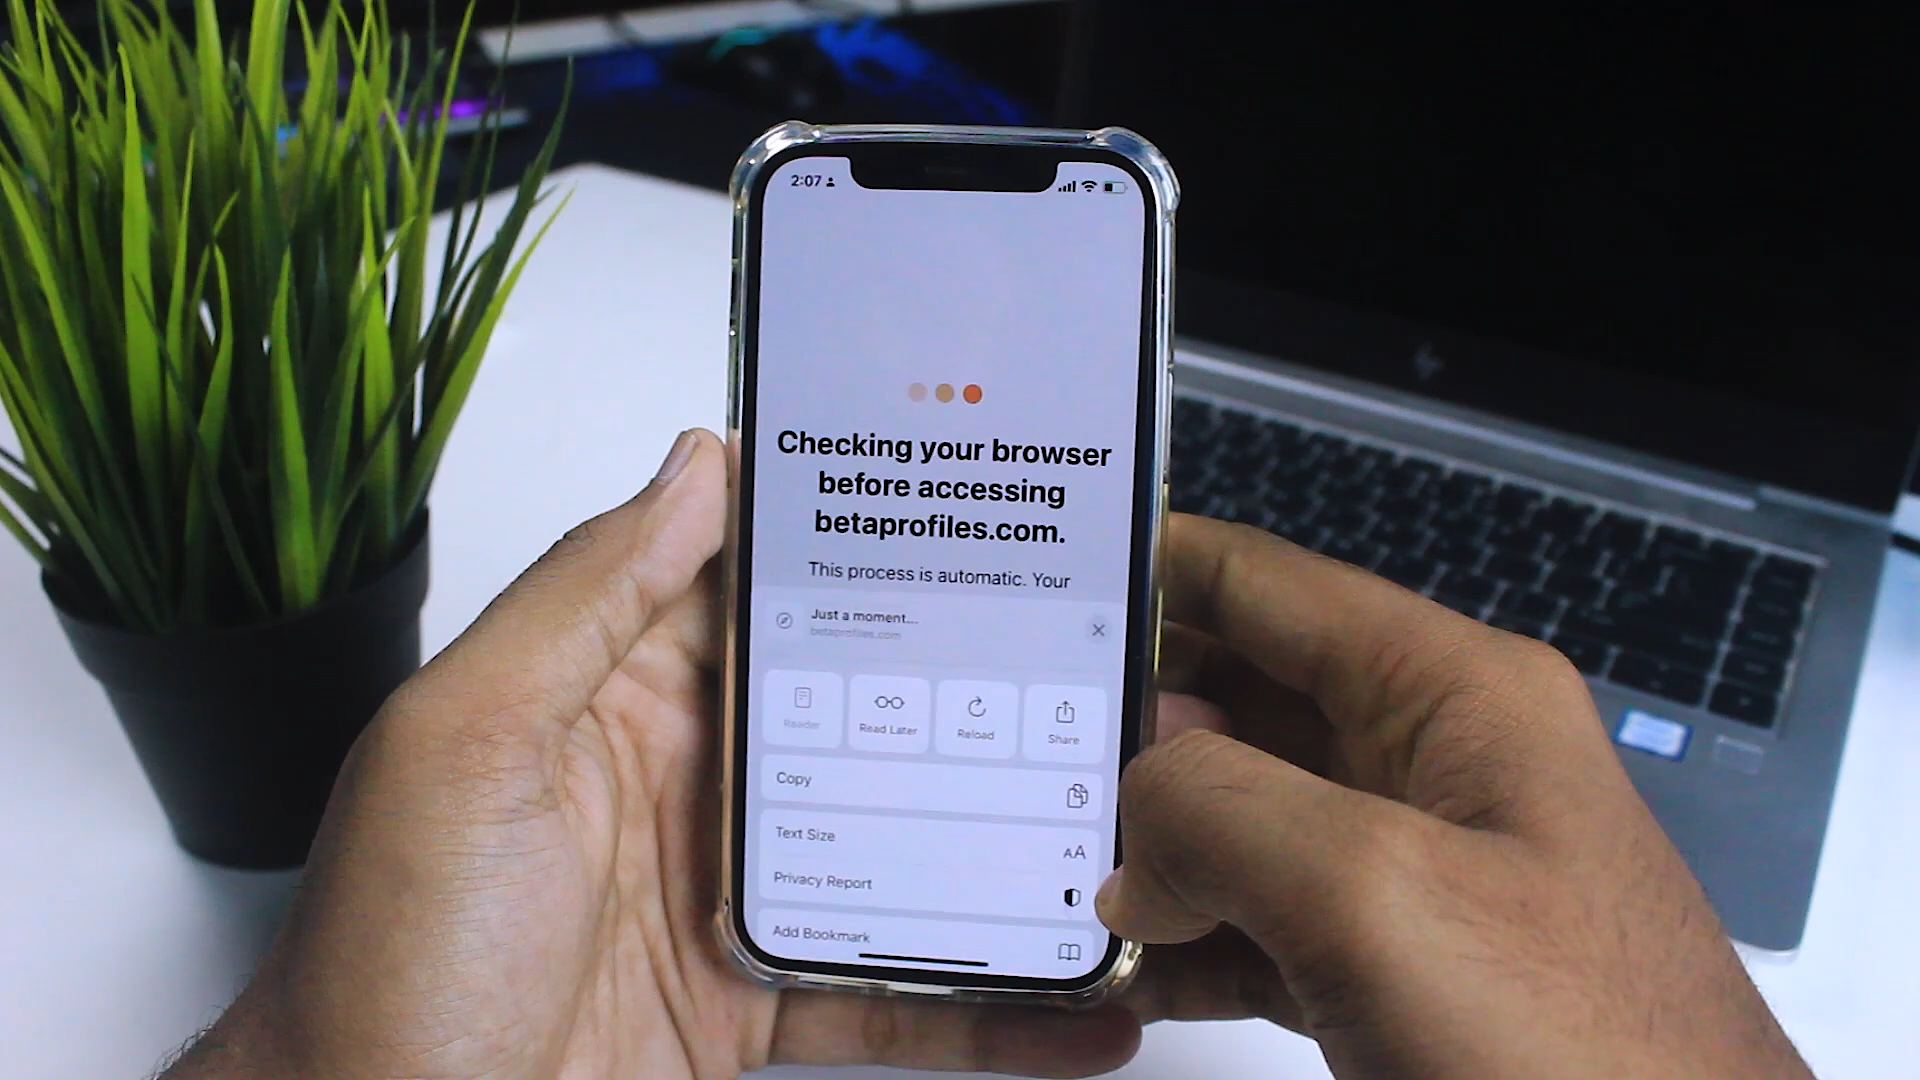 2:07
Checking your browser
before accessing
betaprofiles.com.
This process is automatic. Your
Just a moment....
betaprofiles.com
Reader
Read Later
Reload
Share
Copy
Text Size
AA
Privacy Report
Add Bookmark
hp